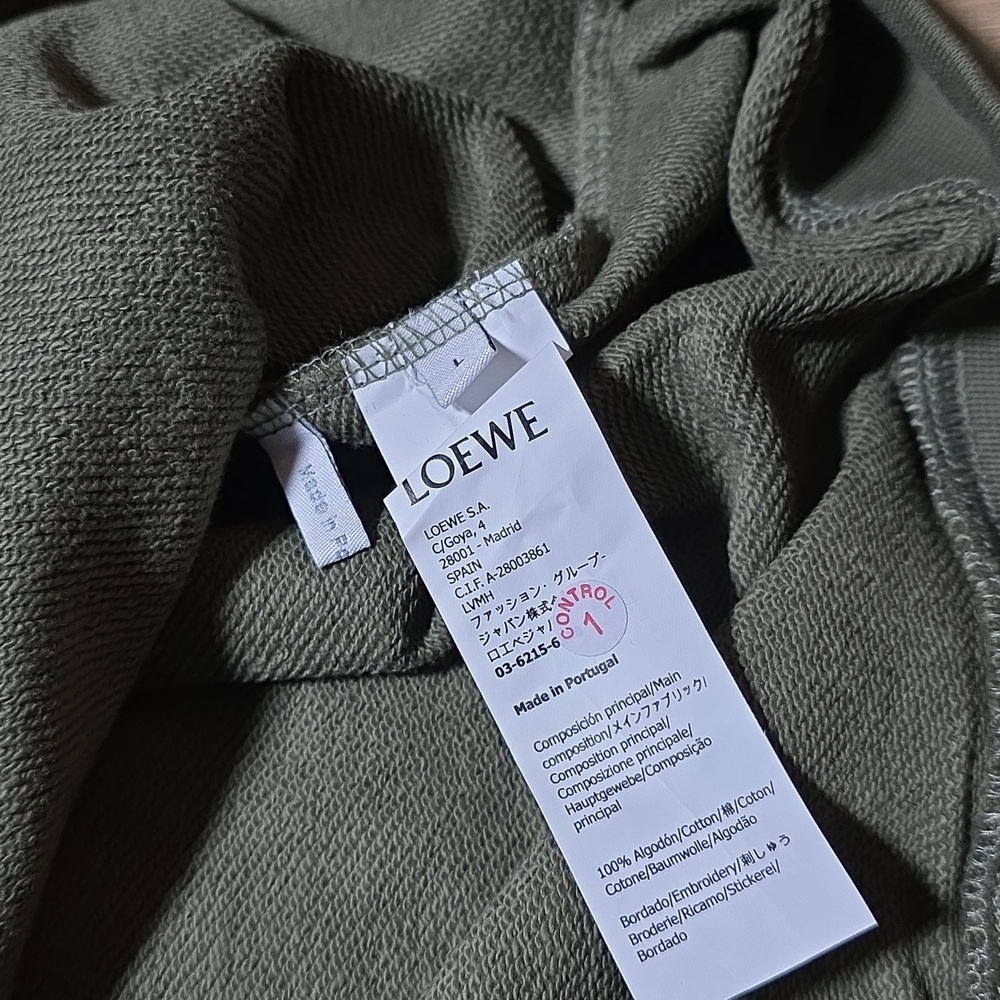 L
Made in Po
LOEWE
LOEWE S.A.
C/Goya, 4
28001 - Madrid
SPAIN
C.I.F. A-28003861
LVMH
ファッション・グループ-
ジャパン株式
ロエベジャ
03-6215-6
CONTROL
1
Made in Portugal
Composición principal/Main
composition/メインファブリック/
Composition principal/
Composizione principale/
Hauptgewebe/Composição
principal
100% Algodón/Cotton/棉/Coton/
Cotone/Baumwolle/Algodão
Bordado/Embroidery/刺しゅう
Broderie/Ricamo/Stickerei/
Bordado